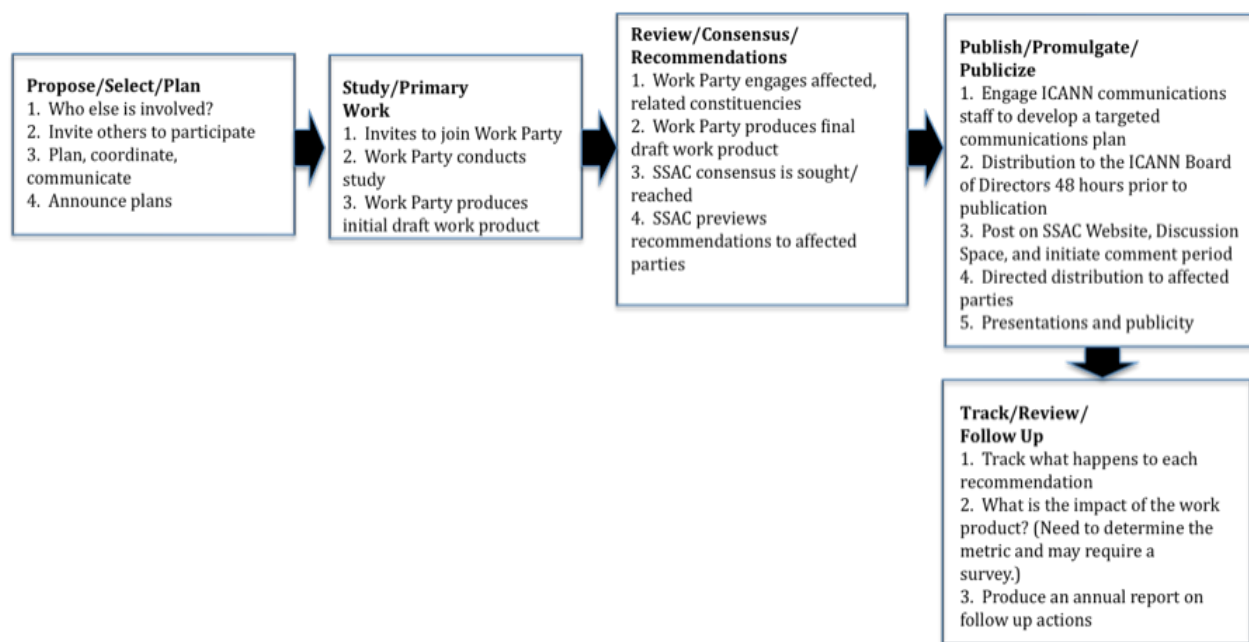 Propose/Select/Plan
1. Who else is involved?
2. Invite others to participate
3. Plan, coordinate,
communicate
4. Announce plans
Study/Primary
Work
1. Invites to join Work Party
2. Work Party conducts
study
3. Work Party produces
initial draft work product
Review/Consensus/
Recommendations
1. Work Party engages affected,
related constituencies
2. Work Party produces final
draft work product
3. SSAC consensus is sought/
reached
4. SSAC previews
recommendations to affected
parties
Publish/Promulgate/
Publicize
1. Engage ICANN communications
staff to develop a targeted
communications plan
2. Distribution to the ICANN Board
of Directors 48 hours prior to
publication
3. Post on SSAC Website, Discussion
Space, and initiate comment period
4. Directed distribution to affected
parties
5. Presentations and publicity
Track/Review/
Follow Up
1. Track what happens to each
recommendation
2. What is the impact of the work
product? (Need to determine the
metric and may require a
survey.)
3. Produce an annual report on
follow up actions